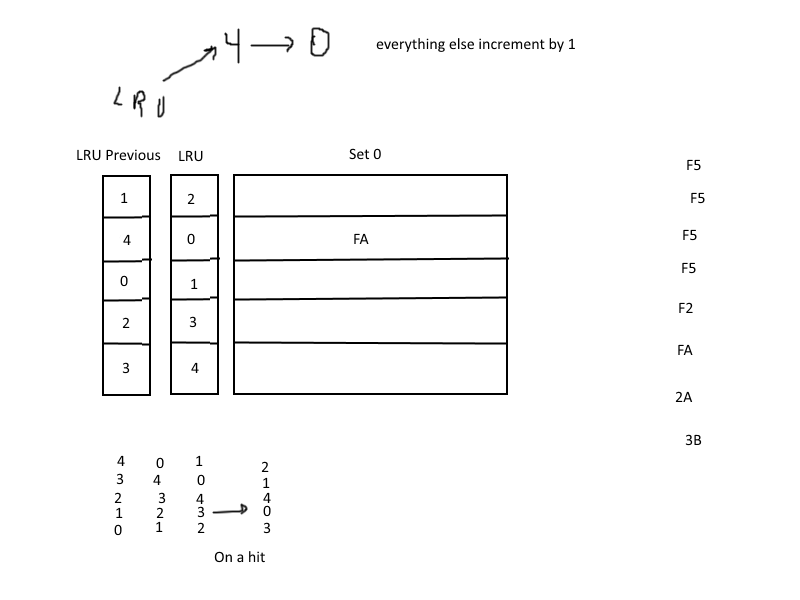 4 → 0 everything else increment by 1
LRU
LRU Previous LRU Set 0
F5
1 2
F5
4 0 FA
F5
0 1
F5
2 3
F2
3 4
FA
2A
3B
4 0 1 2
3 4 0 1
2 3 4 4
1 2 3 → 0
0 1 2 3
On a hit